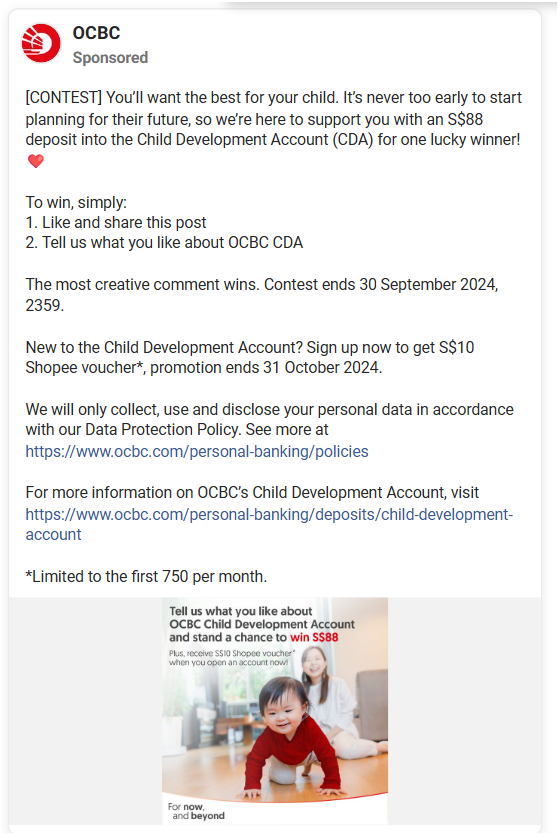 OCBC
Sponsored
[CONTEST] You'll want the best for your child. It's never too early to start
planning for their future, so we're here to support you with an S$88
deposit into the Child Development Account (CDA) for one lucky winner!
❤️
To win, simply:
1. Like and share this post
2. Tell us what you like about OCBC CDA
The most creative comment wins. Contest ends 30 September 2024,
2359.
New to the Child Development Account? Sign up now to get S$10
Shopee voucher*, promotion ends 31 October 2024.
We will only collect, use and disclose your personal data in accordance
with our Data Protection Policy. See more at
https://www.ocbc.com/personal-banking/policies
For more information on OCBC's Child Development Account, visit
https://www.ocbc.com/personal-banking/deposits/child-development-
account
*Limited to the first 750 per month.
Tell us what you like about
OCBC Child Development Account
and stand a chance to win S$88
Plus, receive S$10 Shopee voucher*
when you open an account now!
For now,
and beyond